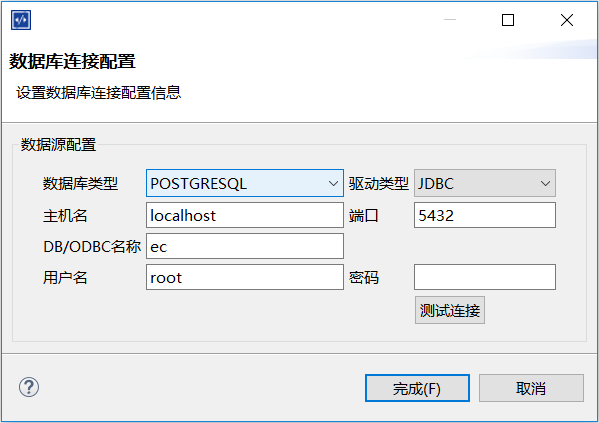 数据库连接配置
设置数据库连接配置信息
数据源配置
数据库类型 POSTGRESQL 驱动类型 JDBC
主机名 localhost 端口 5432
DB/ODBC名称 ec
用户名 root 密码
测试连接
完成(F) 取消